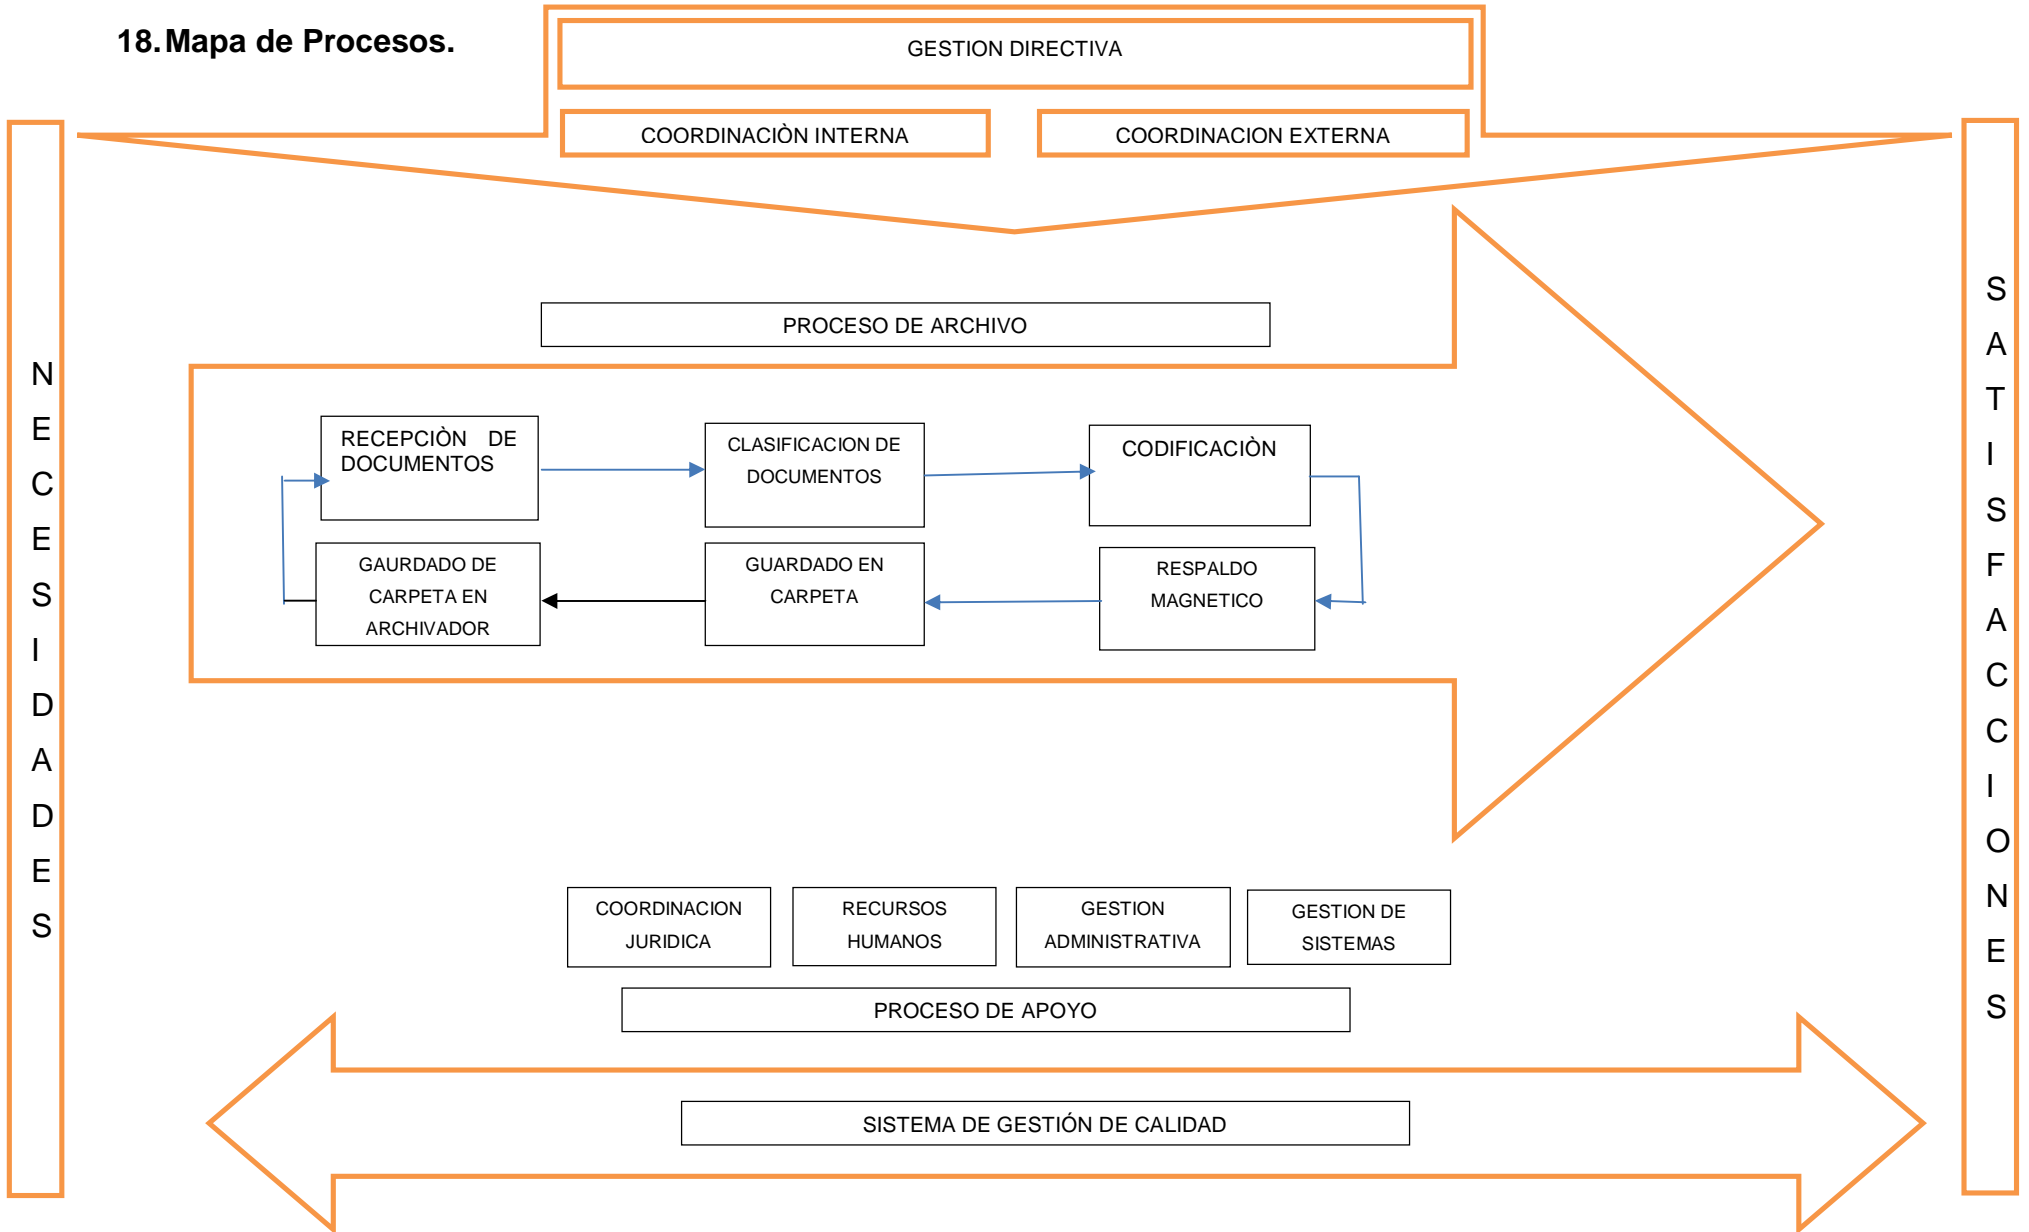 18. Mapa de Procesos.
GESTION DIRECTIVA
COORDINACIÒN INTERNA
COORDINACION EXTERNA
N
E
C
E
S
I
D
A
D
E
S
PROCESO DE ARCHIVO
RECEPCIÒN DE
DOCUMENTOS
CLASIFICACION DE
DOCUMENTOS
CODIFICACIÒN
GAURDADO DE
CARPETA EN
ARCHIVADOR
GUARDADO EN
CARPETA
RESPALDO
MAGNETICO
COORDINACION
JURIDICA
RECURSOS
HUMANOS
GESTION
ADMINISTRATIVA
GESTION DE
SISTEMAS
PROCESO DE APOYO
SISTEMA DE GESTIÓN DE CALIDAD
S
A
T
I
S
F
A
C
C
I
O
N
E
S